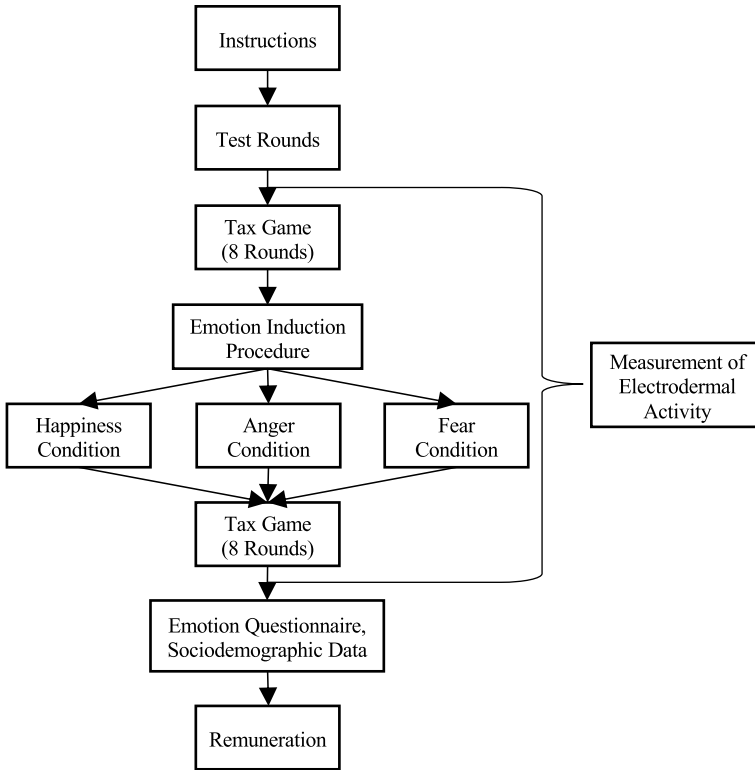 Instructions
Test Rounds
Tax Game
(8 Rounds)
Emotion Induction
Procedure
Measurement of
Electrodermal
Activity
Happiness
Condition
Anger
Condition
Fear
Condition
Tax Game
(8 Rounds)
Emotion Questionnaire,
Sociodemographic Data
Remuneration